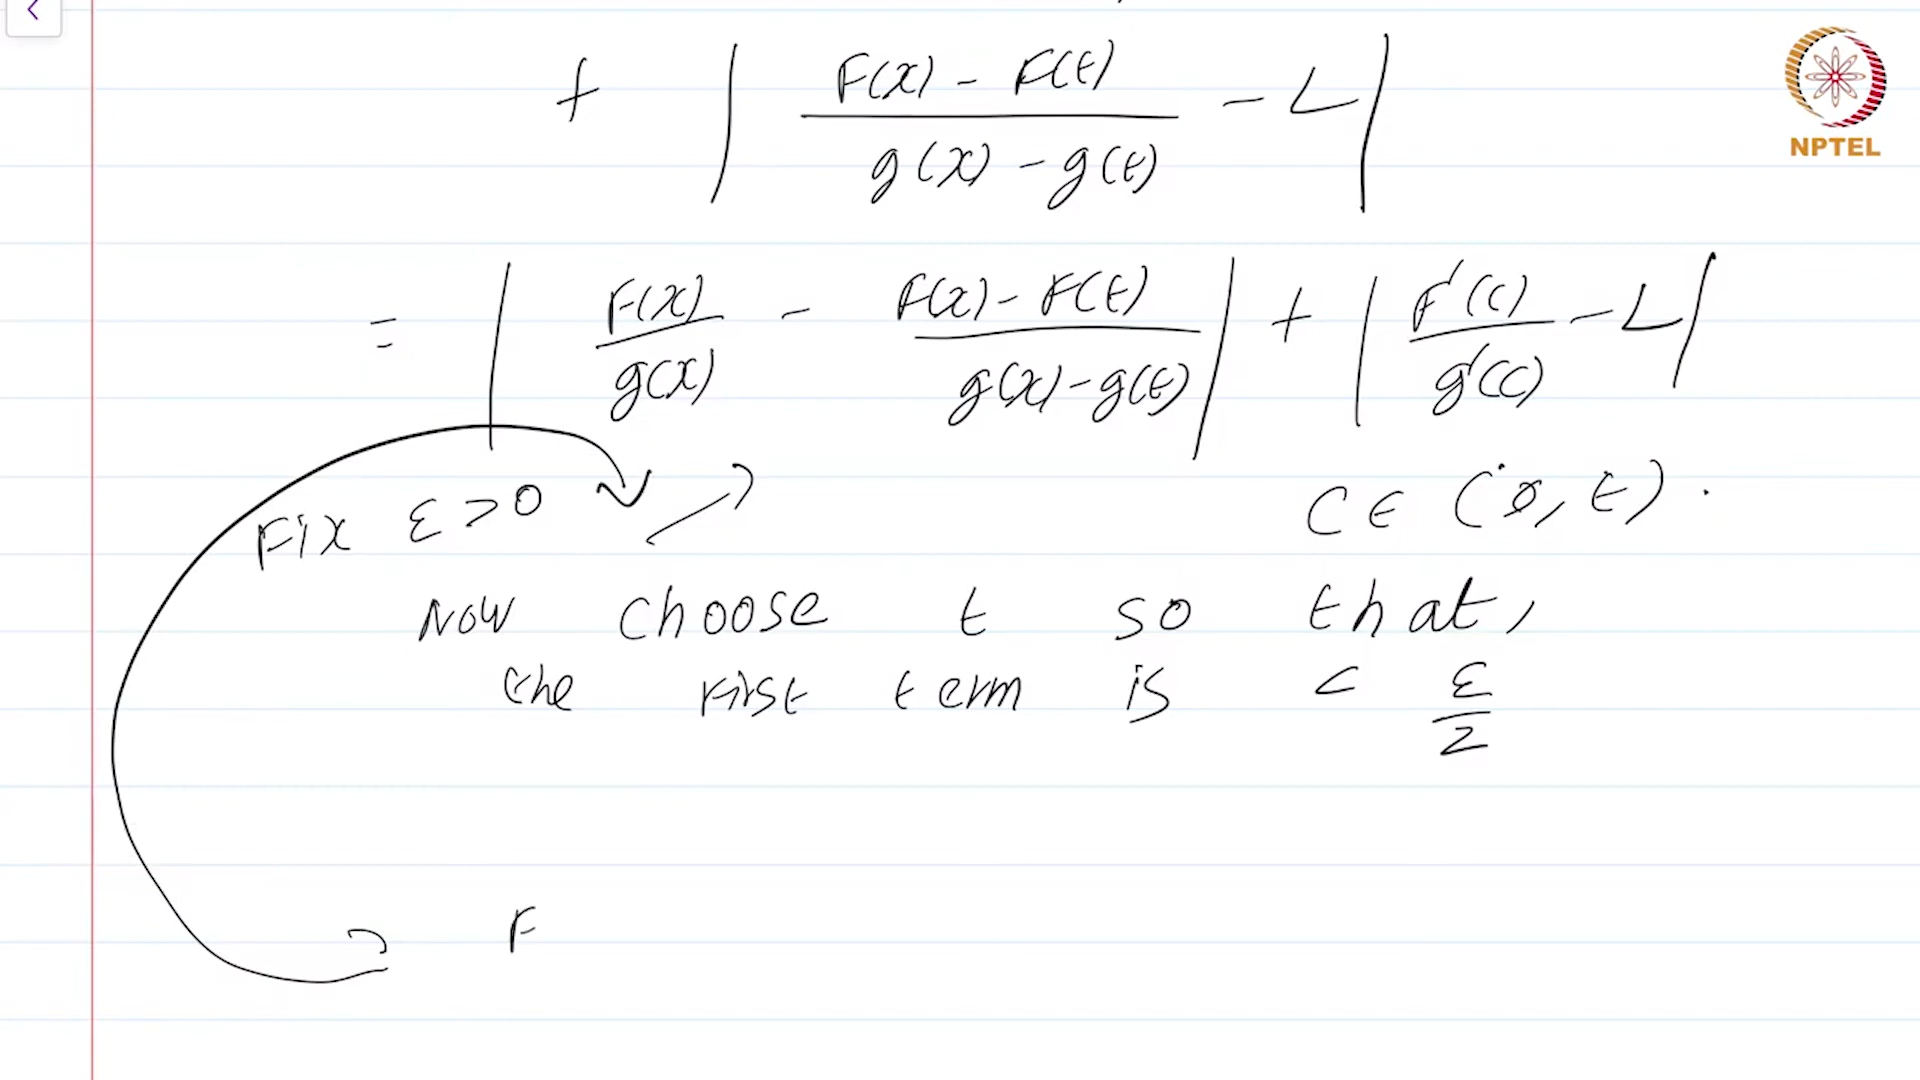 + | F(x) - F(t) / g(x) - g(t) - L |
NPTEL
= | F(x) / g(x) - F(x) - F(t) / g(x) - g(t) | + | F'(c) / g'(c) - L |
Fix ε > 0
c ∈ (x, t).
Now choose t so that,
the first term is < ε / 2
F